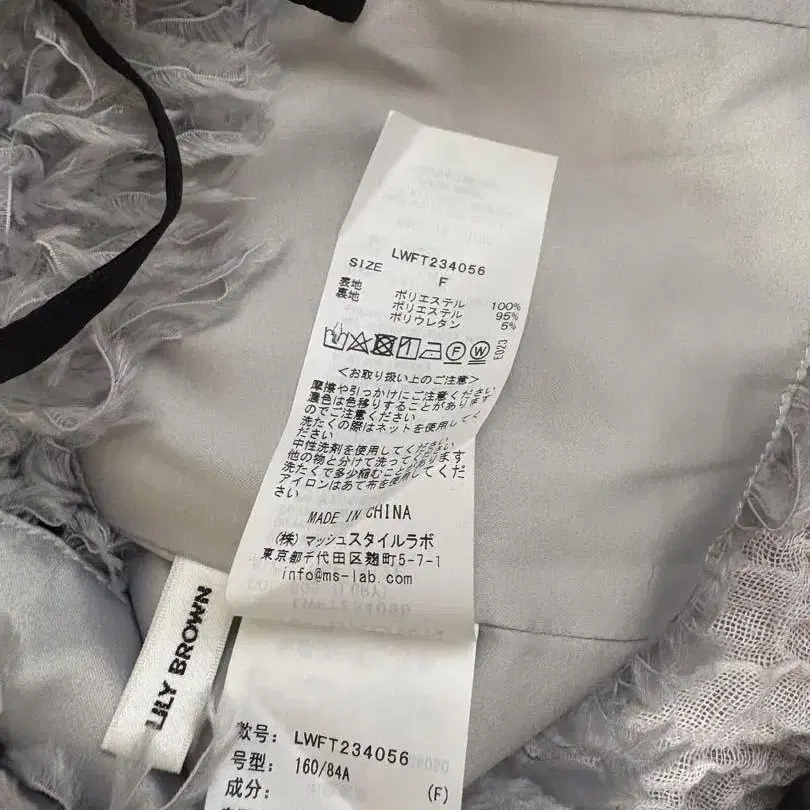 LWFT234056
SIZE F
表地 ポリエステル 100%
裏地 ポリエステル 95%
ポリウレタン 5%
F W E023
<お取り扱い上のご注意>
摩擦や引っかけにご注意ください
濃色は色移りすることがあります
のでご注意ください
洗たくの際はネットを使用してく
ださい
中性洗剤を使用してください
他の物と分けて洗ってください
洗たくで多少縮むことがあります
アイロンはあて布を使用してくだ
さい
MADE IN CHINA
(株)マッシュスタイルラボ
東京都千代田区麹町5-7-1
info@ms-lab.com
LILY BROWN
款号: LWFT234056
号型: 160/84A (F)
成分: